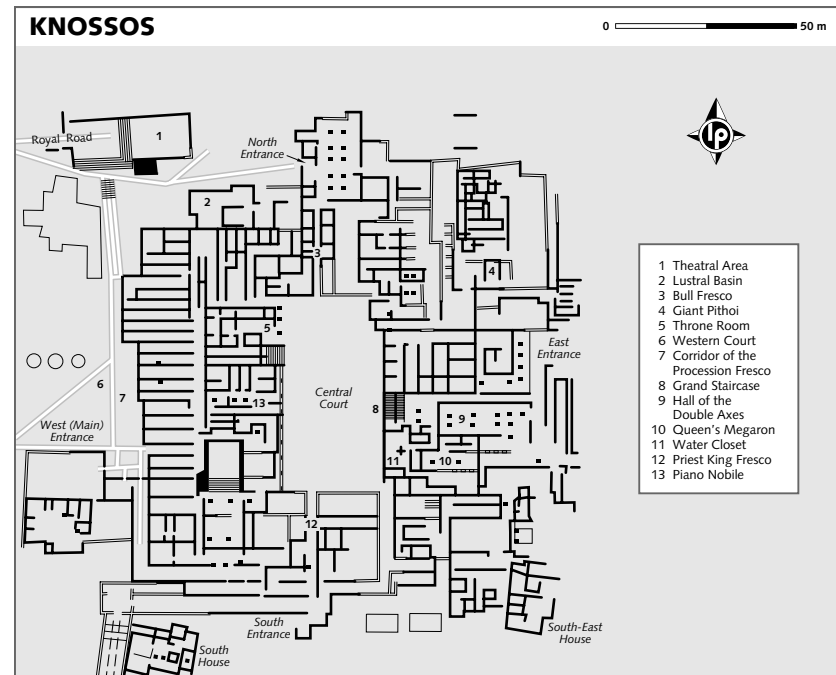 KNOSSOS
0 50 m
Royal Road
1
North
Entrance
lp
2
3
4
1 Theatral Area
2 Lustral Basin
3 Bull Fresco
4 Giant Pithoi
5 Throne Room
6 Western Court
7 Corridor of the
Procession Fresco
8 Grand Staircase
9 Hall of the
Double Axes
10 Queen's Megaron
11 Water Closet
12 Priest King Fresco
13 Piano Nobile
5
East
Entrance
6
7
Central
Court
13
8
9
West (Main)
Entrance
11
10
12
South
Entrance
South-East
House
South
House